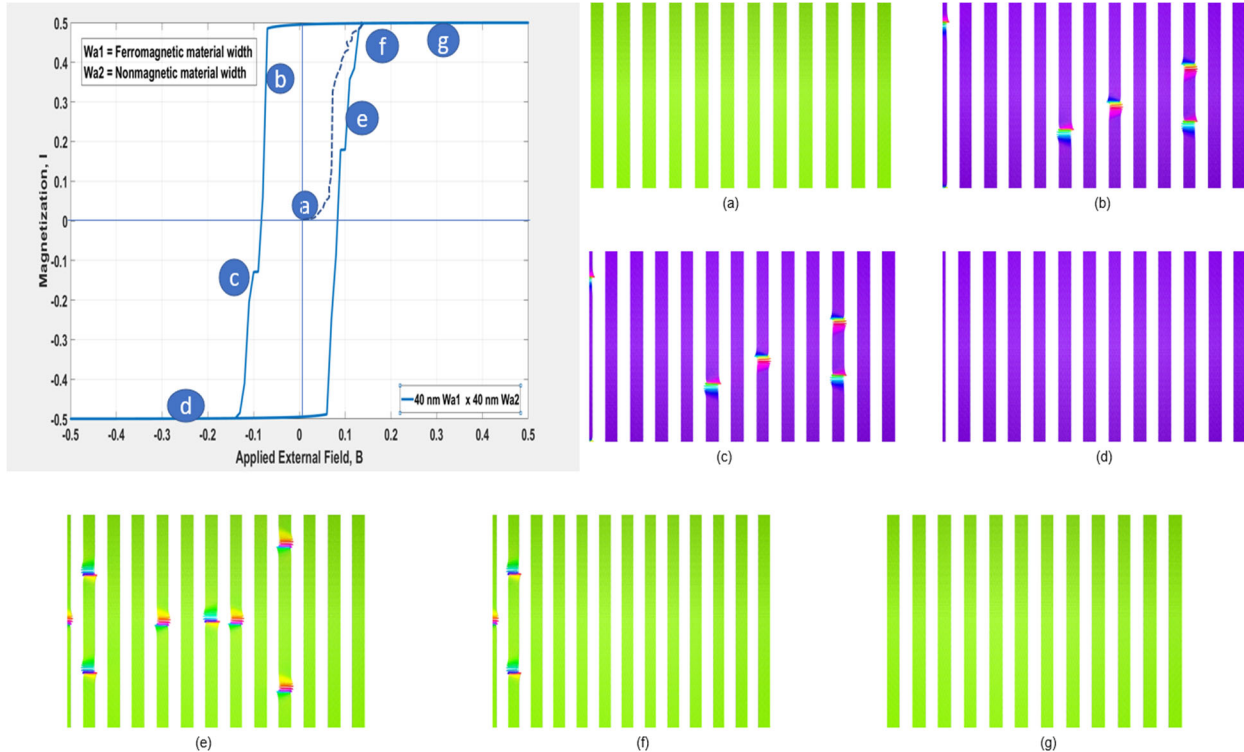 Wa1 = Ferromagnetic material width
Wa2 = Nonmagnetic material width
Magnetization, I
0.5
0.4
0.3
0.2
0.1
0
-0.1
-0.2
-0.3
-0.4
-0.5
a
b
c
d
e
f
g
40 nm Wa1 x 40 nm Wa2
-0.5 -0.4 -0.3 -0.2 -0.1 0 0.1 0.2 0.3 0.4 0.5
Applied External Field, B
(a)
(b)
(c)
(d)
(e)
(f)
(g)